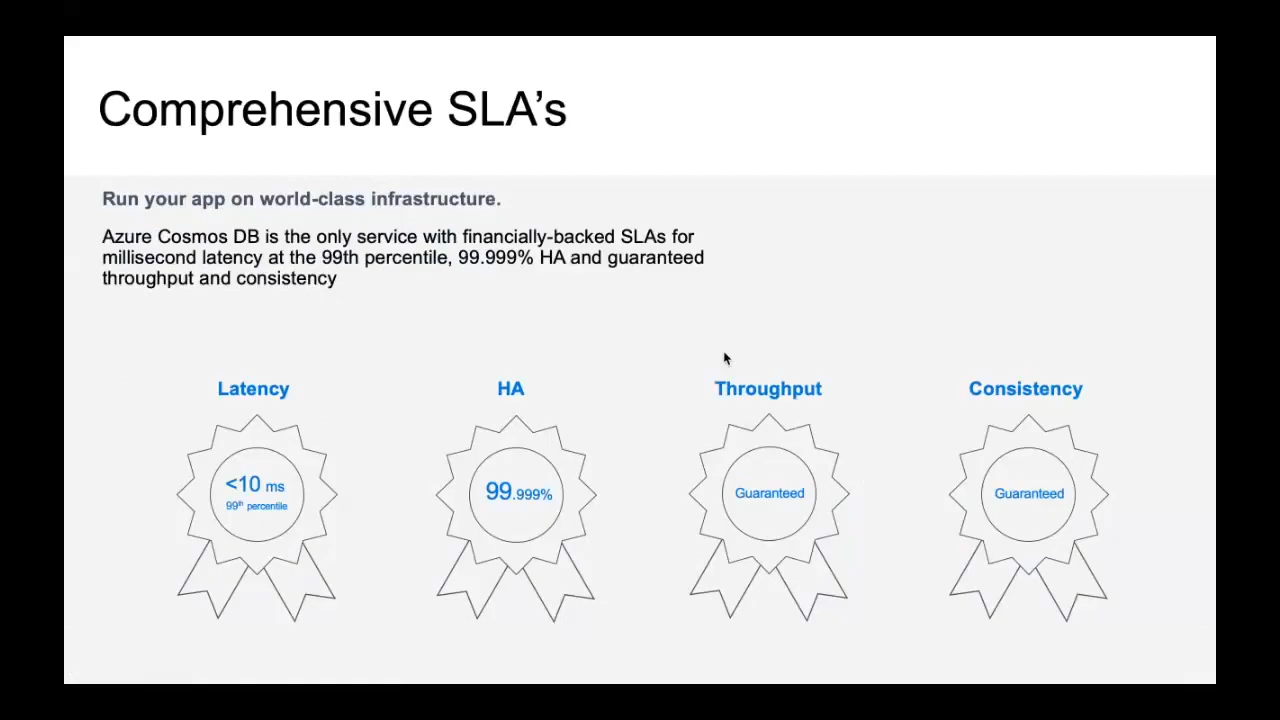 Comprehensive SLA’s
Run your app on world-class infrastructure.
Azure Cosmos DB is the only service with financially-backed SLAs for
millisecond latency at the 99th percentile, 99.999% HA and guaranteed
throughput and consistency
Latency
HA
Throughput
Consistency
<10 ms
99th percentile
99.999%
Guaranteed
Guaranteed